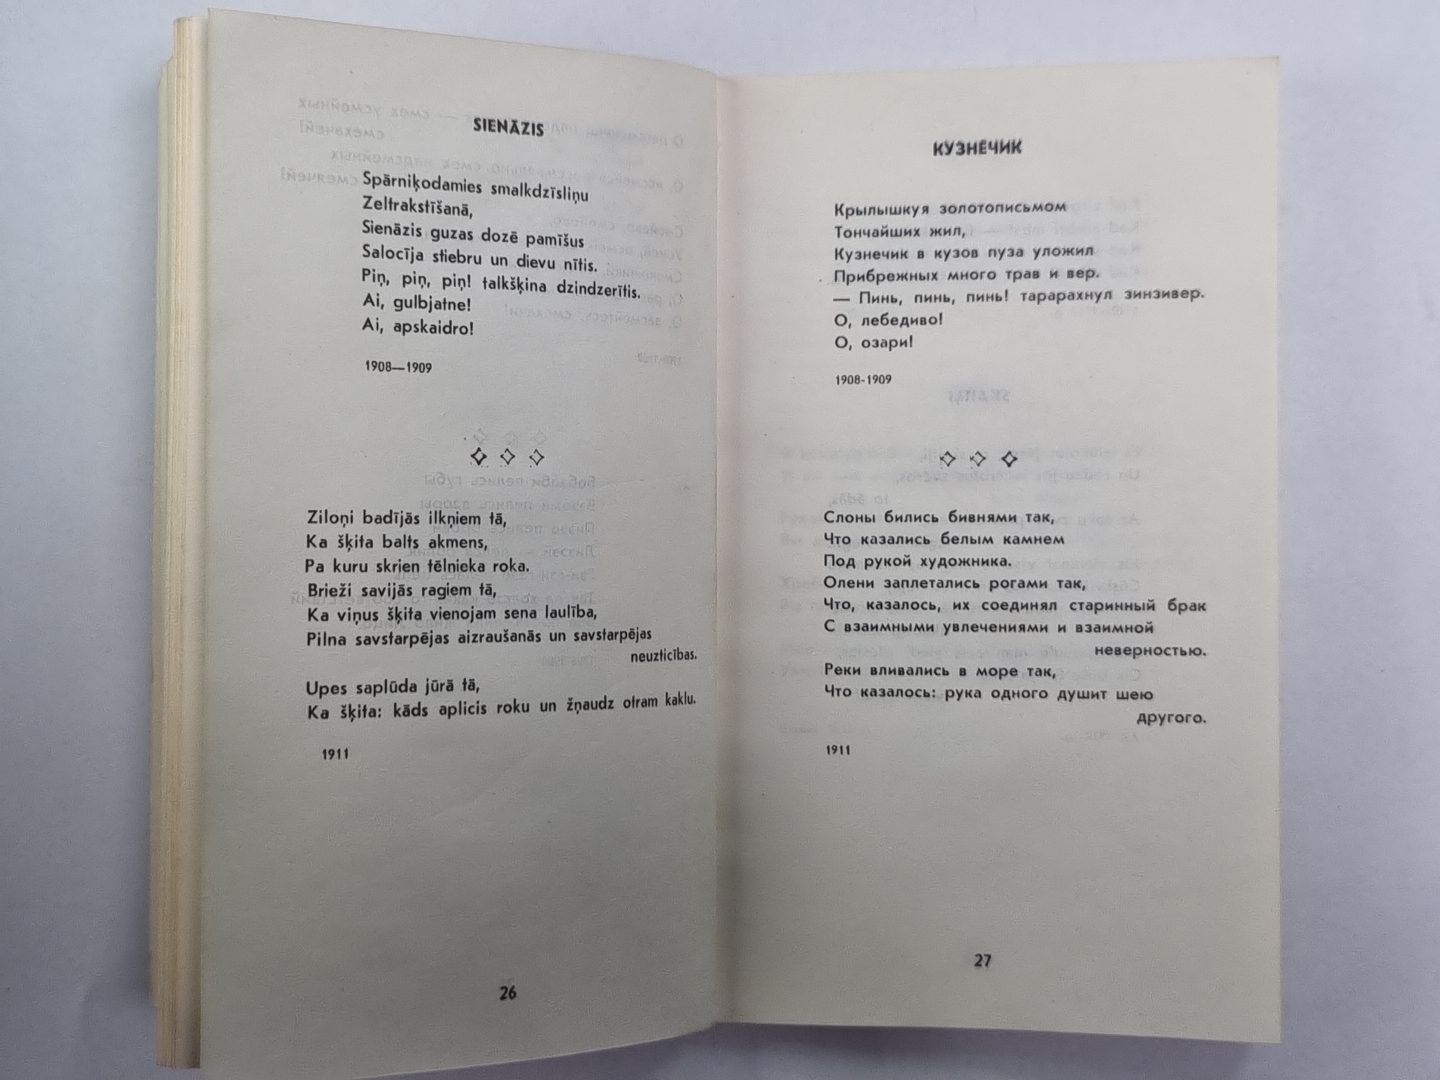 SIENĀZIS
Spārniķodamies smalkdzīsliņu
Zeltrakstīšanā,
Sienāzis guzas dozē pamīšus
Salocīja stiebru un dievu nītis.
Piņ, piņ, piņ! talkšķina dzindzerītis.
Ai, gulbjatne!
Ai, apskaidro!
1908—1909
Ziloņi badījās ilkņiem tā,
Ka šķita balts akmens,
Pa kuru skrien tēlnieka roka.
Brieži savijās ragiem tā,
Ka viņus šķita vienojam sena laulība,
Pilna savstarpējas aizraušanās un savstarpējas
neuzticības.
Upes saplūda jūrā tā,
Ka šķita: kāds aplicis roku un žņaudz otram kaklu.
1911
26
КУЗНЕЧИК
Крылышкуя золотописьмом
Тончайших жил,
Кузнечик в кузов пуза уложил
Прибрежных много трав и вер.
— Пинь, пинь, пинь! тарарахнул зинзивер.
О, лебедиво!
О, озари!
1908-1909
Слоны бились бивнями так,
Что казались белым камнем
Под рукой художника.
Олени заплетались рогами так,
Что, казалось, их соединял старинный брак
С взаимными увлечениями и взаимной
неверностью.
Реки вливались в море так,
Что казалось: рука одного душит шею
другого.
1911
27